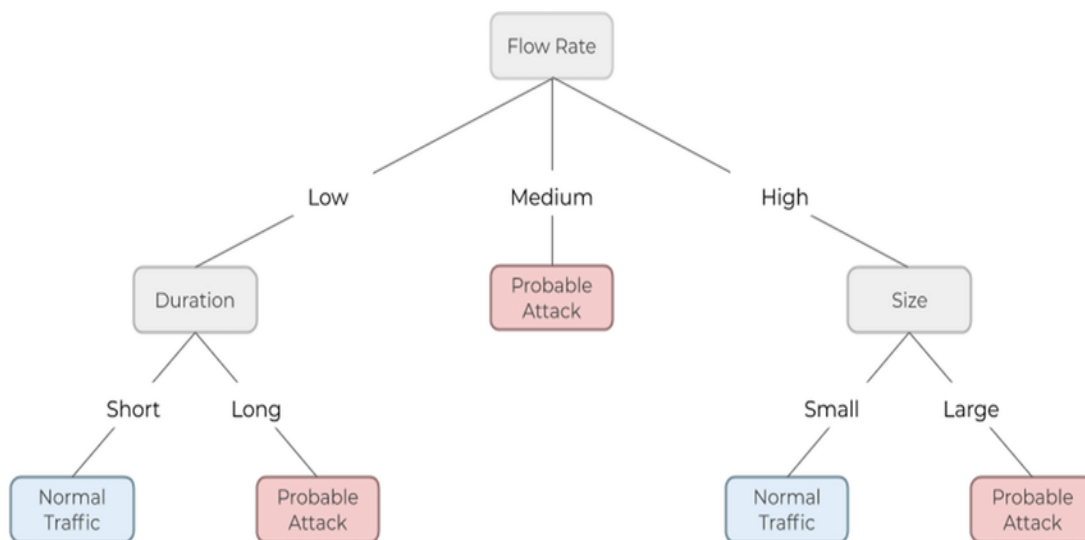 Flow Rate
Low
Medium
High
Duration
Probable
Attack
Size
Short
Long
Small
Large
Normal
Traffic
Probable
Attack
Normal
Traffic
Probable
Attack